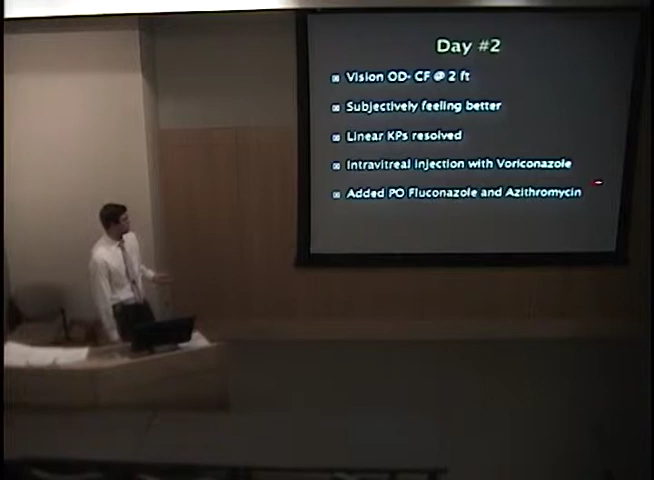 Day #2
Vision OD- CF @ 2 ft
Subjectively feeling better
Linear KPs resolved
Intravitreal injection with Voriconazole
Added PO Fluconazole and Azithromycin